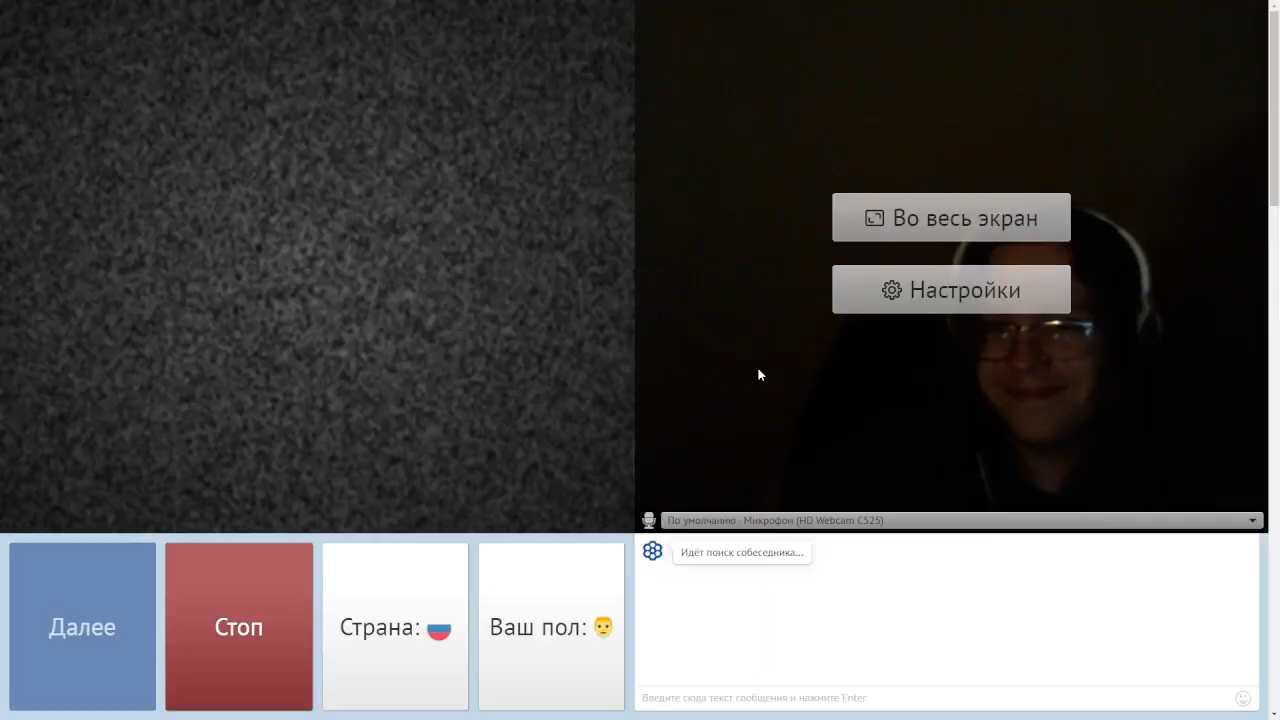 Во весь экран
Настройки
По умолчанию - Микрофон (HD Webcam C525)
Идёт поиск собеседника...
Далее
Стоп
Страна:
Ваш пол:
Введите сюда текст сообщения и нажмите Enter